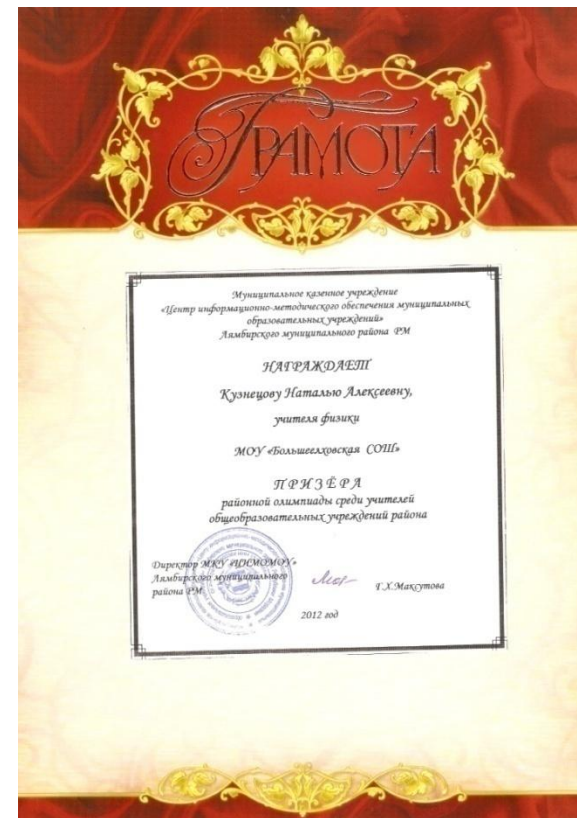 ГРАМОТА
Муниципальное казенное учреждение
«Центр информационно-методического обеспечения муниципальных
образовательных учреждений»
Лямбирского муниципального района РМ
НАГРАЖДАЕТ
Кузнецову Наталью Алексеевну,
учителя физики
МОУ «Большеелховская СОШ»
ПРИЗЁРА
районной олимпиады среди учителей
общеобразовательных учреждений района
Директор МКУ «ЦИМОМОУ»
Лямбирского муниципального
района РМ
Г.Х.Максутова
2012 год